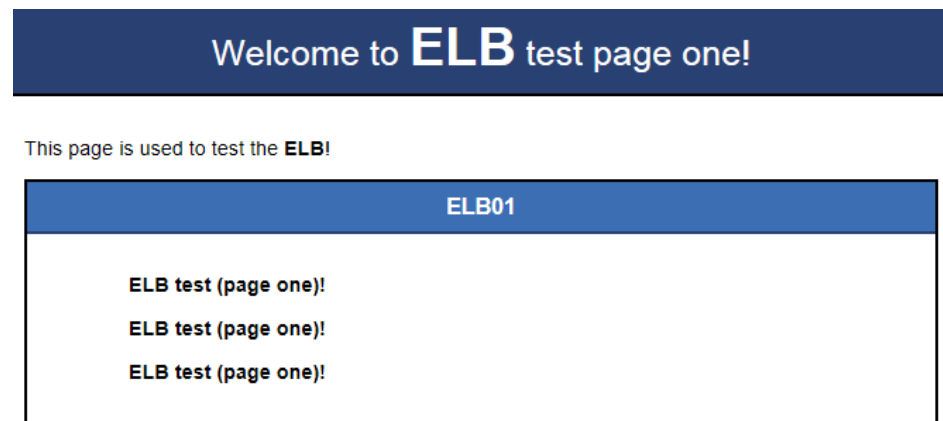 Welcome to ELB test page one!
This page is used to test the ELB!
ELB01
ELB test (page one)!
ELB test (page one)!
ELB test (page one)!